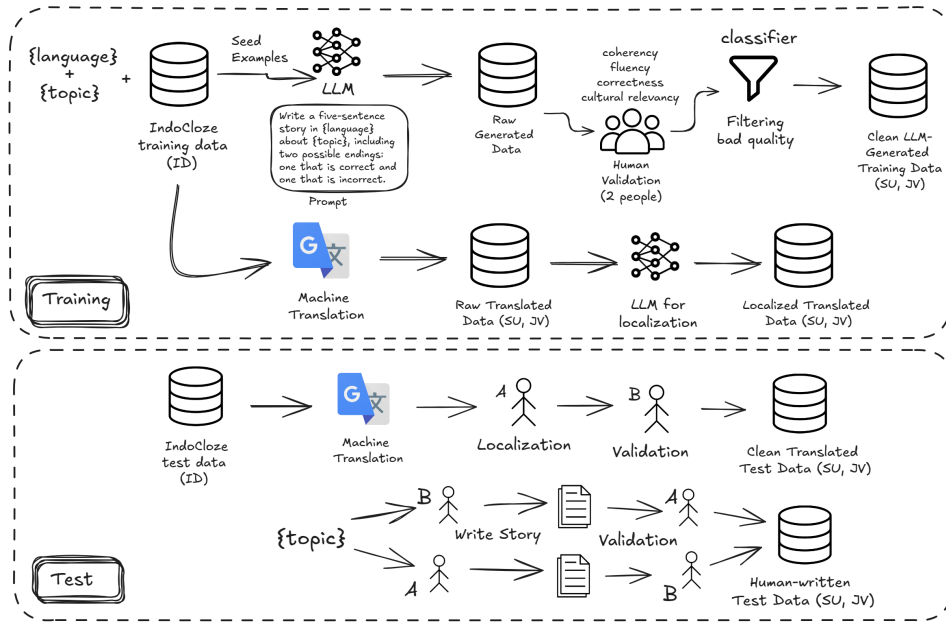 {language}
+
{topic}
+
IndoCloze
training data
(ID)
Seed
Examples
LLM
Write a five-sentence
story in {language}
about {topic}, including
two possible endings:
one that is correct and
one that is incorrect.
Prompt
Raw
Generated
Data
coherency
fluency
correctness
cultural relevancy
Human
Validation
(2 people)
classifier
Filtering
bad quality
Clean LLM-
Generated
Training Data
(SU, JV)
G 文
Machine
Translation
Raw Translated
Data (SU, JV)
LLM for
localization
Localized Translated
Data (SU, JV)
Training
IndoCloze
test data
(ID)
G 文
Machine
Translation
A
Localization
B
Validation
Clean Translated
Test Data (SU, JV)
{topic}
B
Write Story
A
Validation
A
B
Human-written
Test Data (SU, JV)
Test